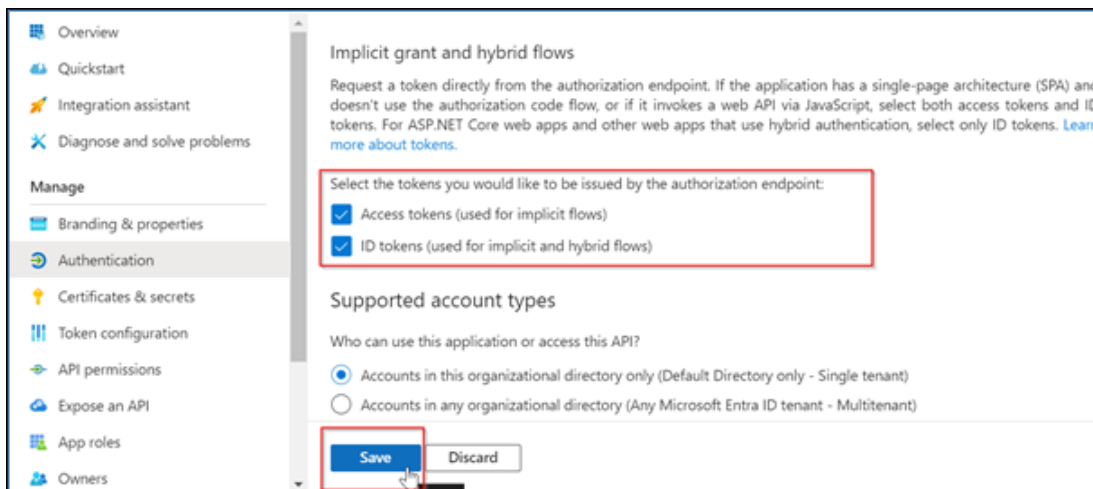 Overview
Quickstart
Integration assistant
Diagnose and solve problems
Manage
Branding & properties
Authentication
Certificates & secrets
Token configuration
API permissions
Expose an API
App roles
Owners
Implicit grant and hybrid flows
Request a token directly from the authorization endpoint. If the application has a single-page architecture (SPA) and
doesn't use the authorization code flow, or if it invokes a web API via JavaScript, select both access tokens and ID
tokens. For ASP.NET Core web apps and other web apps that use hybrid authentication, select only ID tokens. Learn
more about tokens.
Select the tokens you would like to be issued by the authorization endpoint:
Access tokens (used for implicit flows)
ID tokens (used for implicit and hybrid flows)
Supported account types
Who can use this application or access this API?
Accounts in this organizational directory only (Default Directory only - Single tenant)
Accounts in any organizational directory (Any Microsoft Entra ID tenant - Multitenant)
Save
Discard